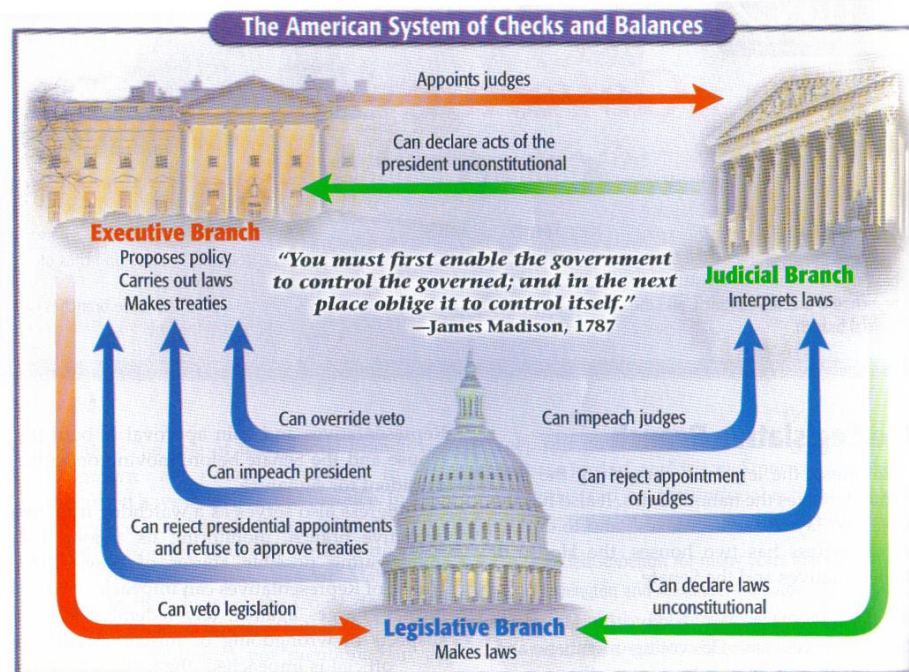 The American System of Checks and Balances
Appoints judges
Can declare acts of the
president unconstitutional
Executive Branch
Proposes policy
Carries out laws
Makes treaties
"You must first enable the government
to control the governed; and in the next
place oblige it to control itself."
—James Madison, 1787
Judicial Branch
Interprets laws
Can override veto
Can impeach judges
Can impeach president
Can reject appointment
of judges
Can reject presidential appointments
and refuse to approve treaties
Can veto legislation
Can declare laws
unconstitutional
Legislative Branch
Makes laws